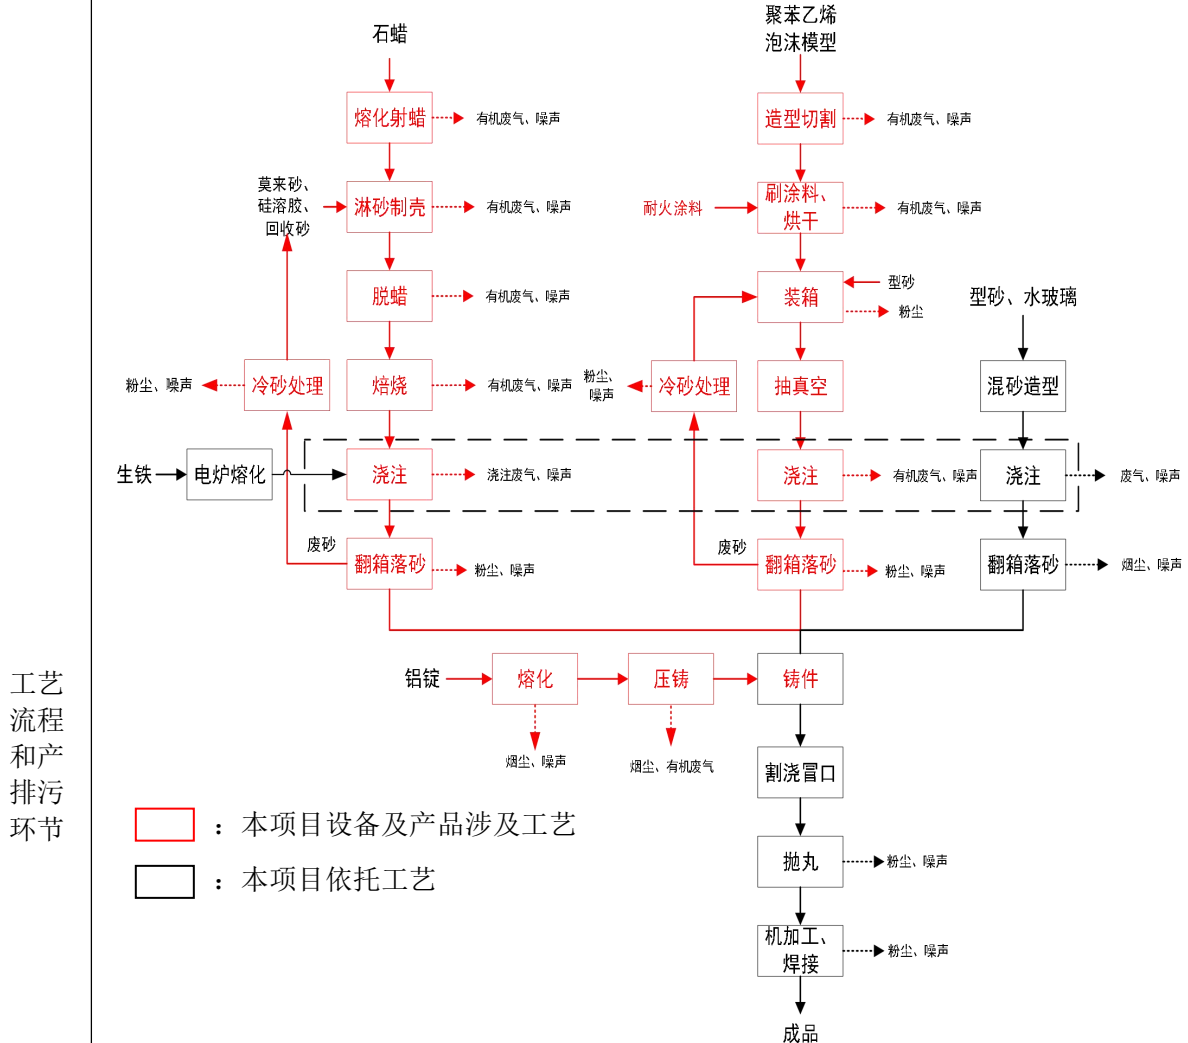 石蜡
聚苯乙烯
泡沫模型
熔化射蜡
有机废气、噪声
造型切割
有机废气、噪声
莫来砂、
硅溶胶、
回收砂
淋砂制壳
有机废气、噪声
耐火涂料
刷涂料、
烘干
有机废气、噪声
脱蜡
有机废气、噪声
装箱
型砂
粉尘
型砂、水玻璃
粉尘、噪声
冷砂处理
焙烧
有机废气、噪声
粉尘、
噪声
冷砂处理
抽真空
混砂造型
生铁
电炉熔化
浇注
浇注废气、噪声
浇注
有机废气、噪声
浇注
废气、噪声
废砂
翻箱落砂
粉尘、噪声
废砂
翻箱落砂
粉尘、噪声
翻箱落砂
烟尘、噪声
铝锭
熔化
压铸
铸件
烟尘、噪声
烟尘、有机废气
割浇冒口
工艺
流程
和产
排污
环节
：本项目设备及产品涉及工艺
：本项目依托工艺
抛丸
粉尘、噪声
机加工、
焊接
粉尘、噪声
成品